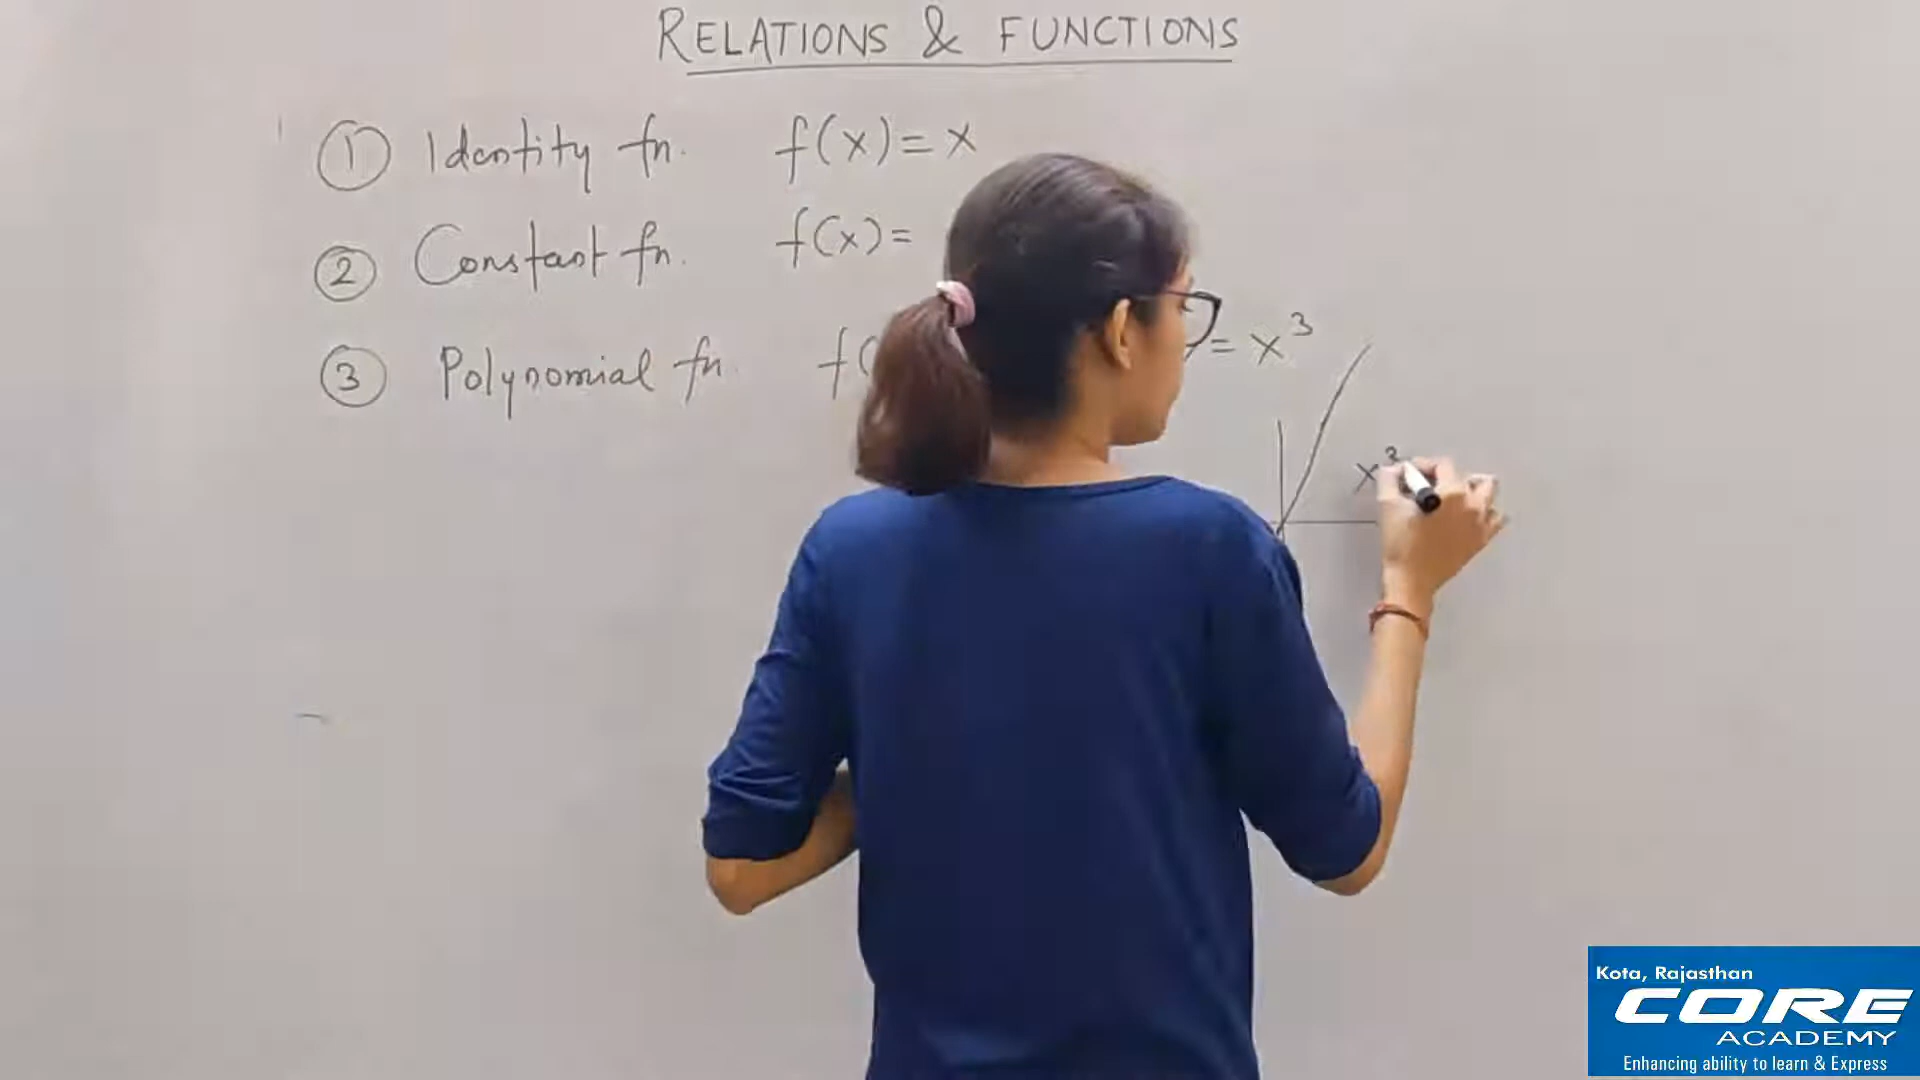 RELATIONS & FUNCTIONS
① Identity fn. f(x) = x
② Constant fn. f(x) =
③ Polynomial fn. f( = x³
x³
Kota, Rajasthan
CORE
ACADEMY
Enhancing ability to learn & Express